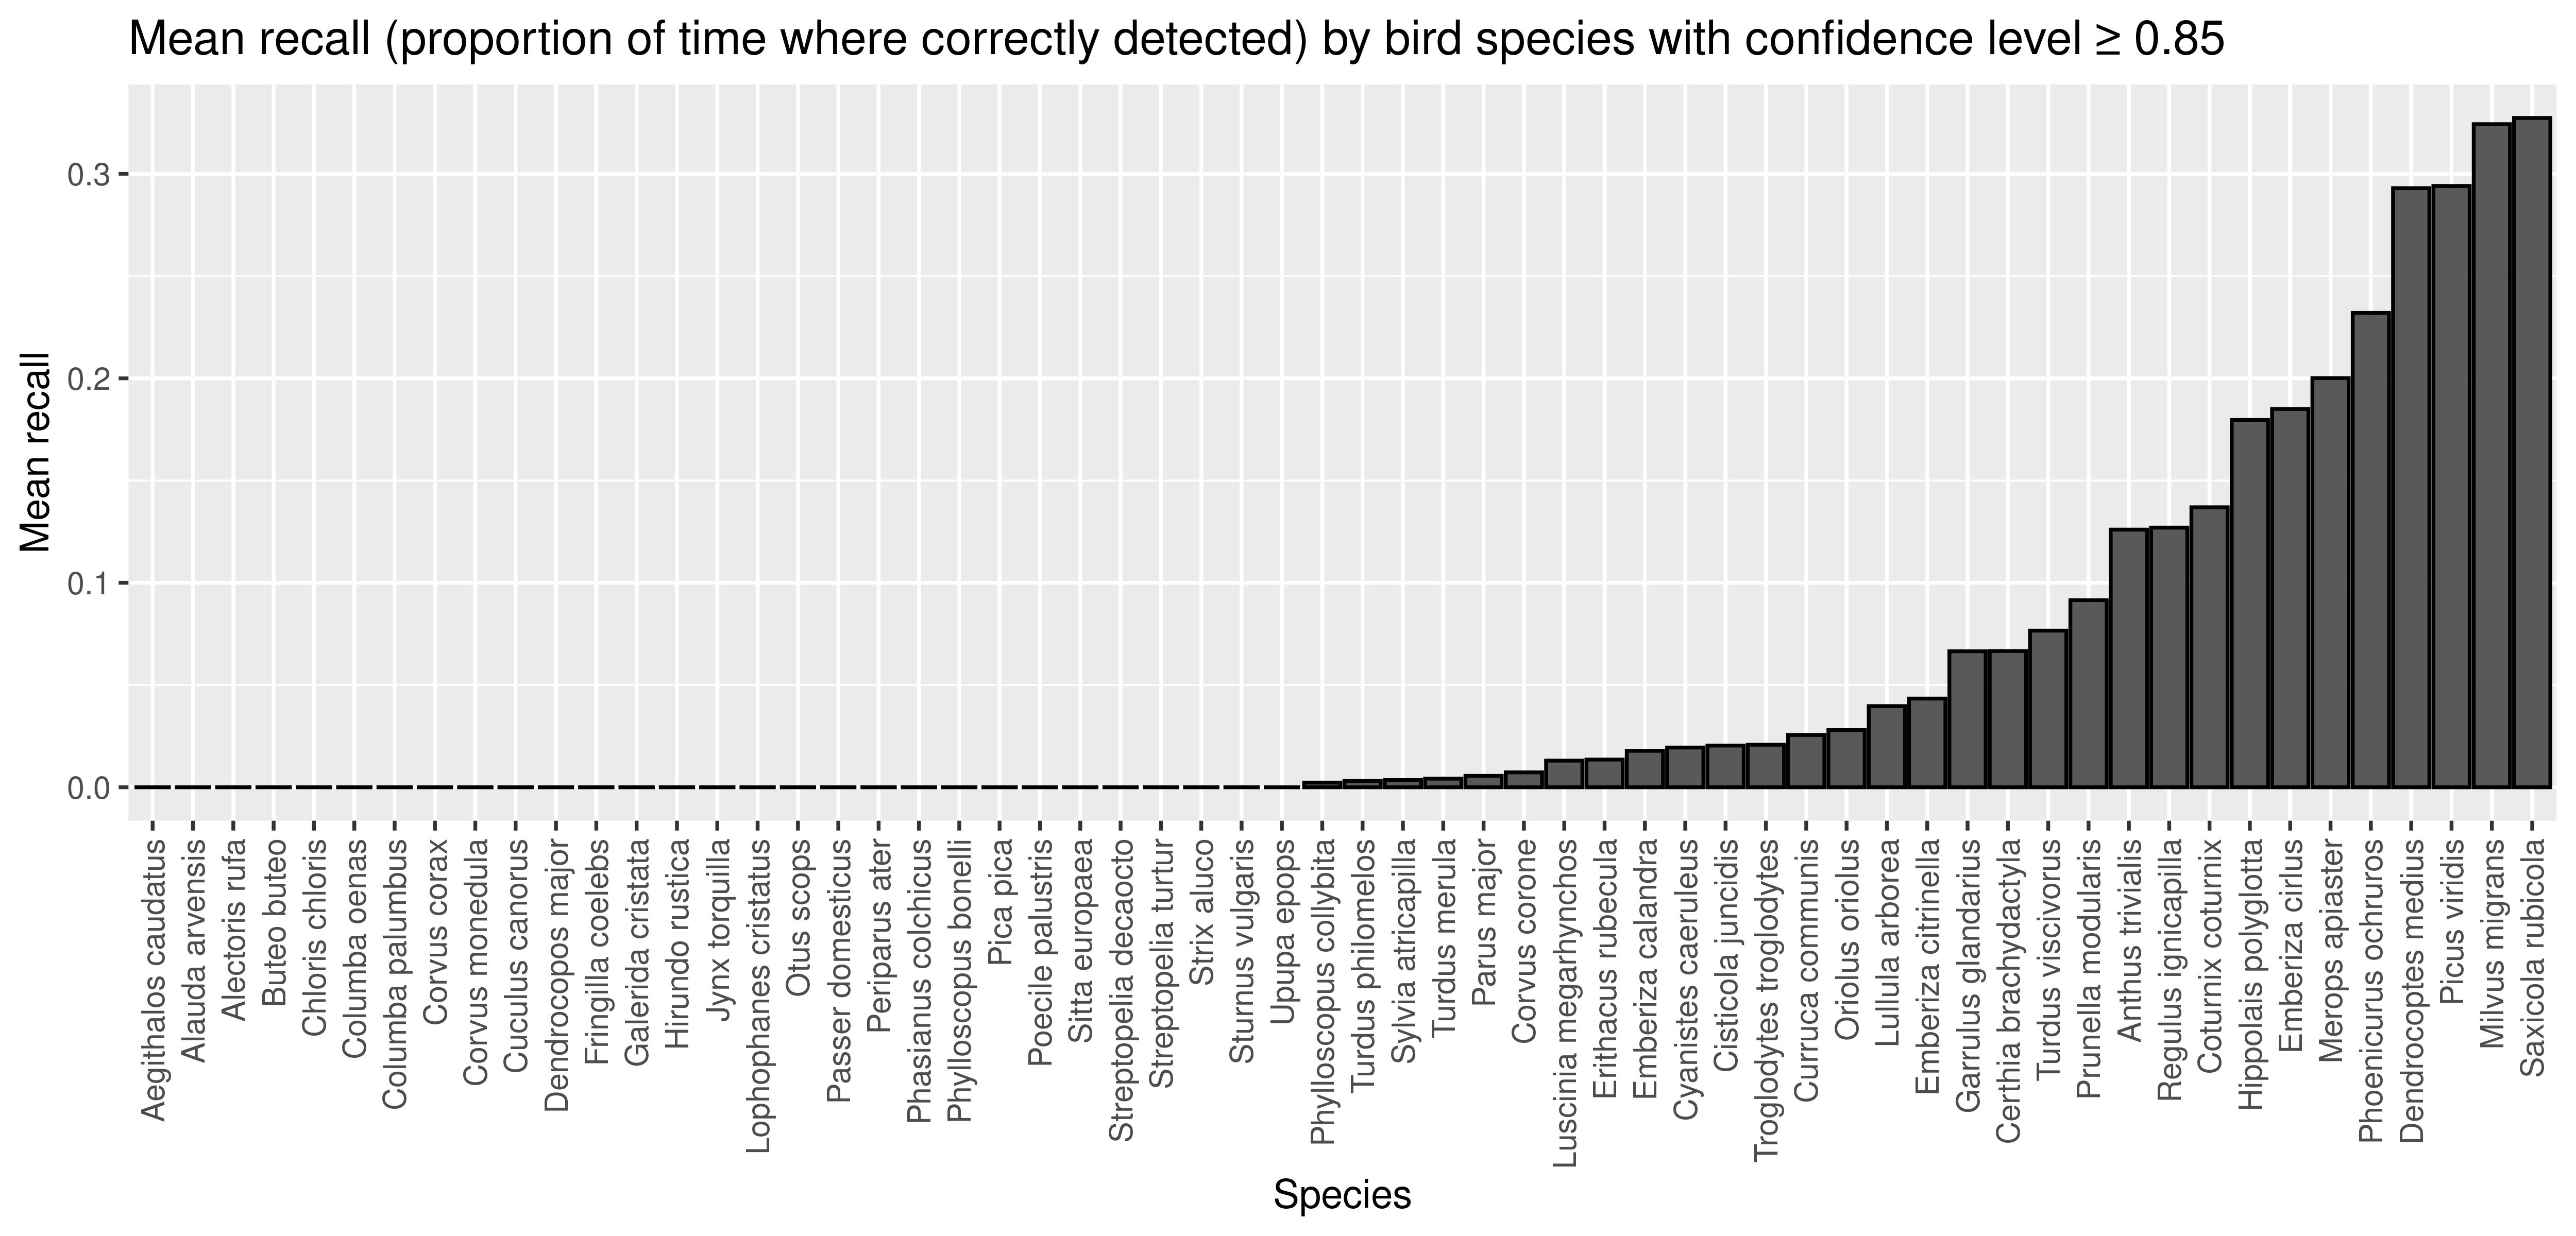 Mean recall (proportion of time where correctly detected) by bird species with confidence level ≥ 0.85
Mean recall
0.3
0.2
0.1
0.0
Aegithalos caudatus
Alauda arvensis
Alectoris rufa
Buteo buteo
Chloris chloris
Columba oenas
Columba palumbus
Corvus corax
Corvus monedula
Cuculus canorus
Dendrocopos major
Fringilla coelebs
Galerida cristata
Hirundo rustica
Jynx torquilla
Lophophanes cristatus
Otus scops
Passer domesticus
Periparus ater
Phasianus colchicus
Phylloscopus bonelli
Pica pica
Poecile palustris
Sitta europaea
Streptopelia decaocto
Streptopelia turtur
Strix aluco
Sturnus vulgaris
Upupa epops
Phylloscopus collybita
Turdus philomelos
Sylvia atricapilla
Turdus merula
Parus major
Corvus corone
Luscinia megarhynchos
Erithacus rubecula
Emberiza calandra
Cyanistes caeruleus
Cisticola juncidis
Troglodytes troglodytes
Curruca communis
Oriolus oriolus
Lullula arborea
Emberiza citrinella
Garrulus glandarius
Certhia brachydactyla
Turdus viscivorus
Prunella modularis
Anthus trivialis
Regulus ignicapilla
Coturnix coturnix
Hippolais polyglotta
Emberiza cirlus
Merops apiaster
Phoenicurus ochruros
Dendrocoptes medius
Picus viridis
Milvus migrans
Saxicola rubicola
Species